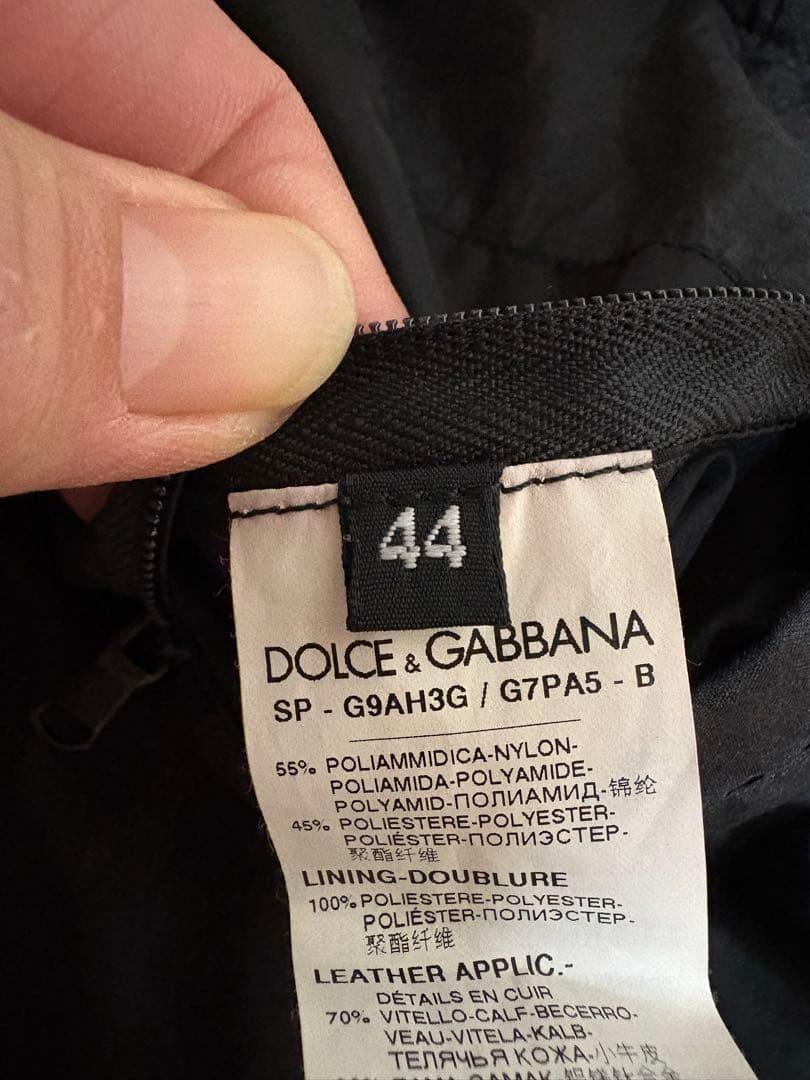 44
DOLCE & GABBANA
SP - G9AH3G / G7PA5 - B
55% POLIAMMIDICA-NYLON-
POLIAMIDA-POLYAMIDE-
POLYAMID-ПОЛИАМИД-锦纶
45% POLIESTERE-POLYESTER-
POLIÉSTER-ПОЛИЭСТЕР-
聚酯纤维
LINING-DOUBLURE
100% POLIESTERE-POLYESTER-
POLIÉSTER-ПОЛИЭСТЕР-
聚酯纤维
LEATHER APPLIC.-
DÉTAILS EN CUIR
70% VITELLO-CALF-BECERRO-
VEAU-VITELA-KALB-
ТЕЛЯЧЬЯ КОЖА-小牛皮